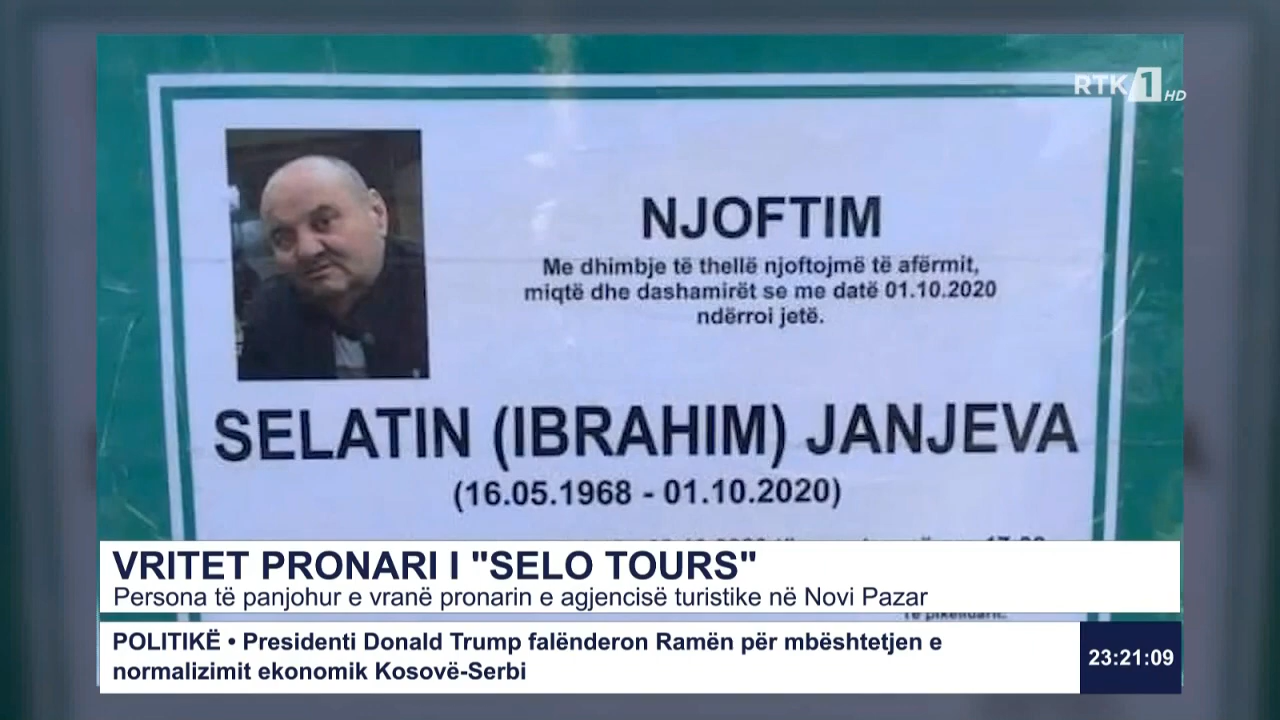 RTK 1 HD
NJOFTIM
Me dhimbje të thellë njoftojmë të afërmit,
miqtë dhe dashamirët se me datë 01.10.2020
ndërroi jetë.
SELATIN (IBRAHIM) JANJEVA
(16.05.1968 - 01.10.2020)
VRITET PRONARI I "SELO TOURS"
Persona të panjohur e vranë pronarin e agjencisë turistike në Novi Pazar
POLITIKË • Presidenti Donald Trump falënderon Ramën për mbështetjen e
normalizimit ekonomik Kosovë-Serbi
23:21:09